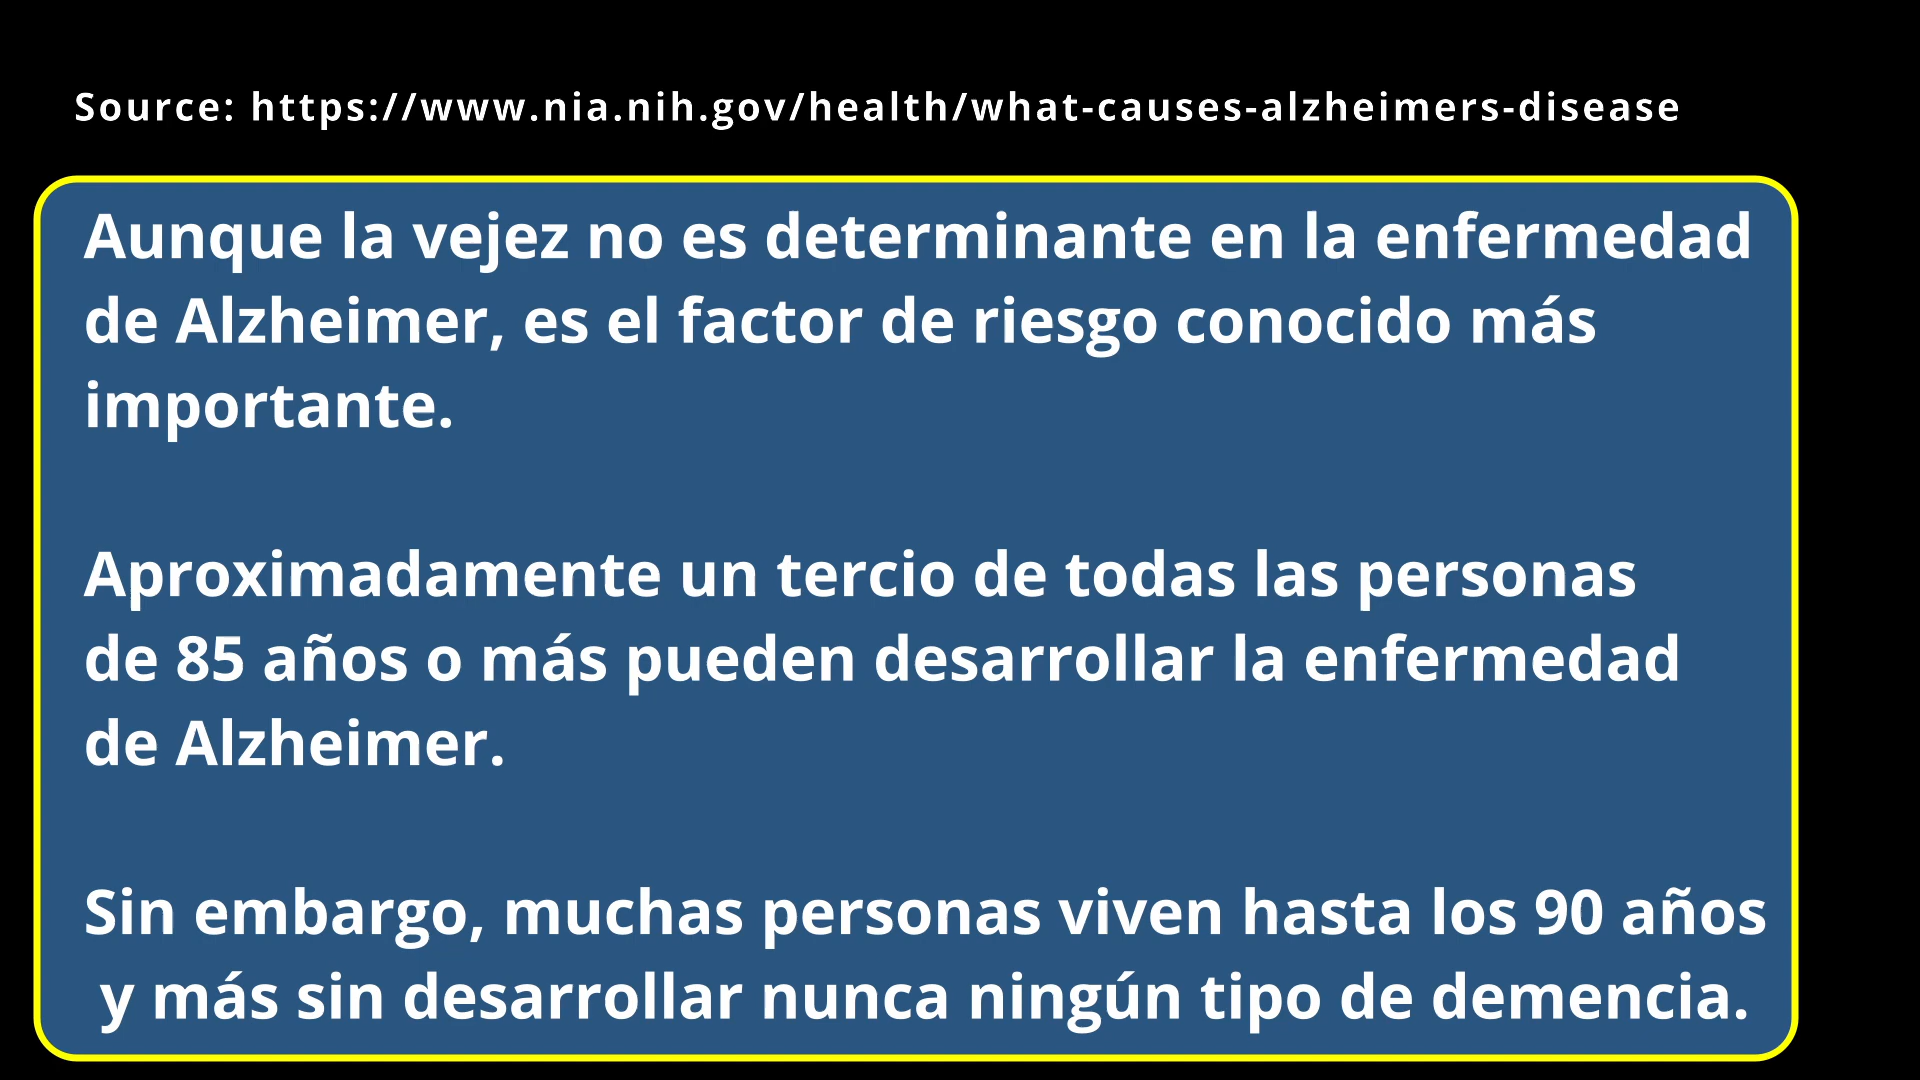 Source: https://www.nia.nih.gov/health/what-causes-alzheimers-disease
Aunque la vejez no es determinante en la enfermedad
de Alzheimer, es el factor de riesgo conocido más
importante.
Aproximadamente un tercio de todas las personas
de 85 años o más pueden desarrollar la enfermedad
de Alzheimer.
Sin embargo, muchas personas viven hasta los 90 años
y más sin desarrollar nunca ningún tipo de demencia.